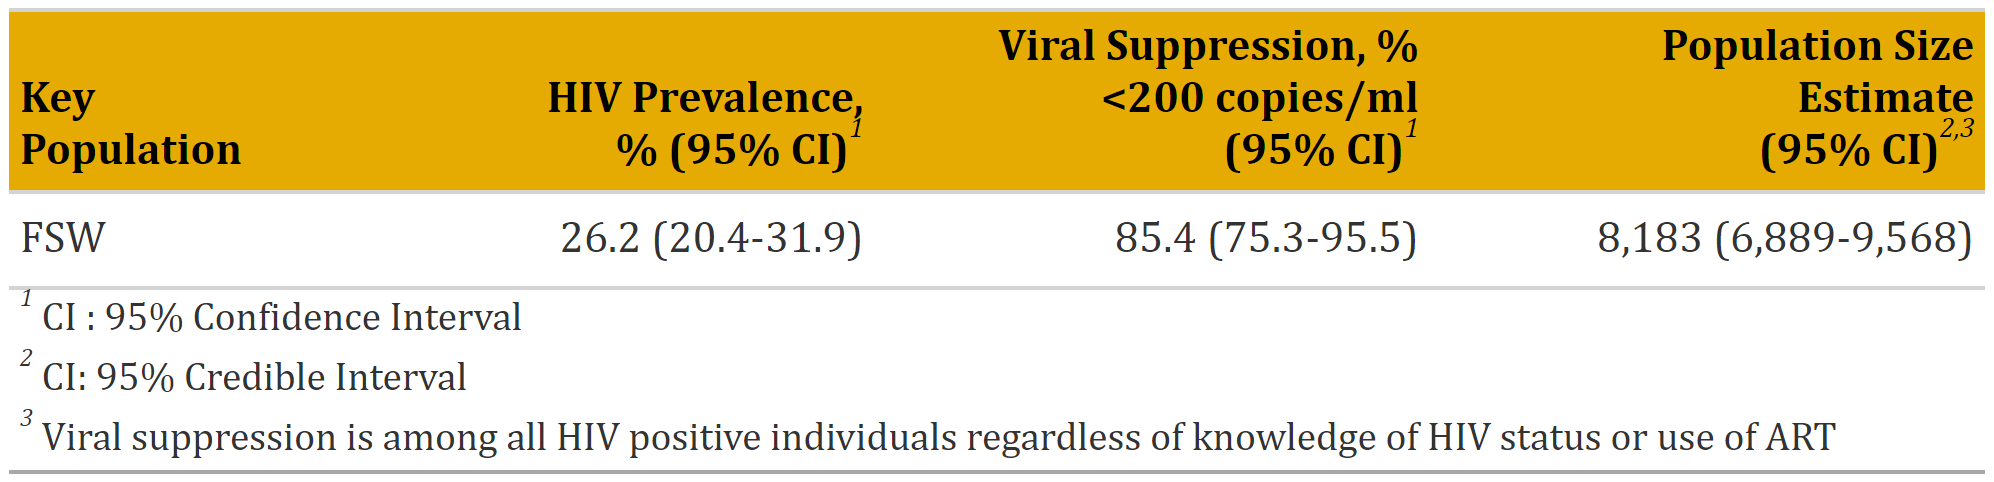 Key Population
HIV Prevalence, % (95% CI)1
Viral Suppression, % <200 copies/ml (95% CI)1
Population Size Estimate (95% CI)2,3
FSW 26.2 (20.4-31.9) 85.4 (75.3-95.5) 8,183 (6,889-9,568)
1 CI : 95% Confidence Interval
2 CI: 95% Credible Interval
3 Viral suppression is among all HIV positive individuals regardless of knowledge of HIV status or use of ART